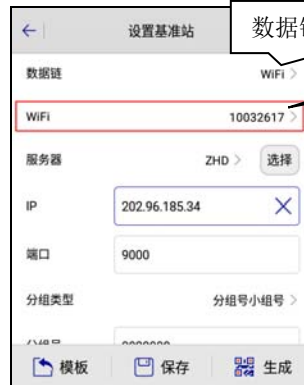 设置基准站
数据
数据链 WiFi >
WiFi 10032617 >
服务器 ZHD > 选择
IP 202.96.185.34
端口 9000
分组类型 分组号小组号 >
模板 保存 生成